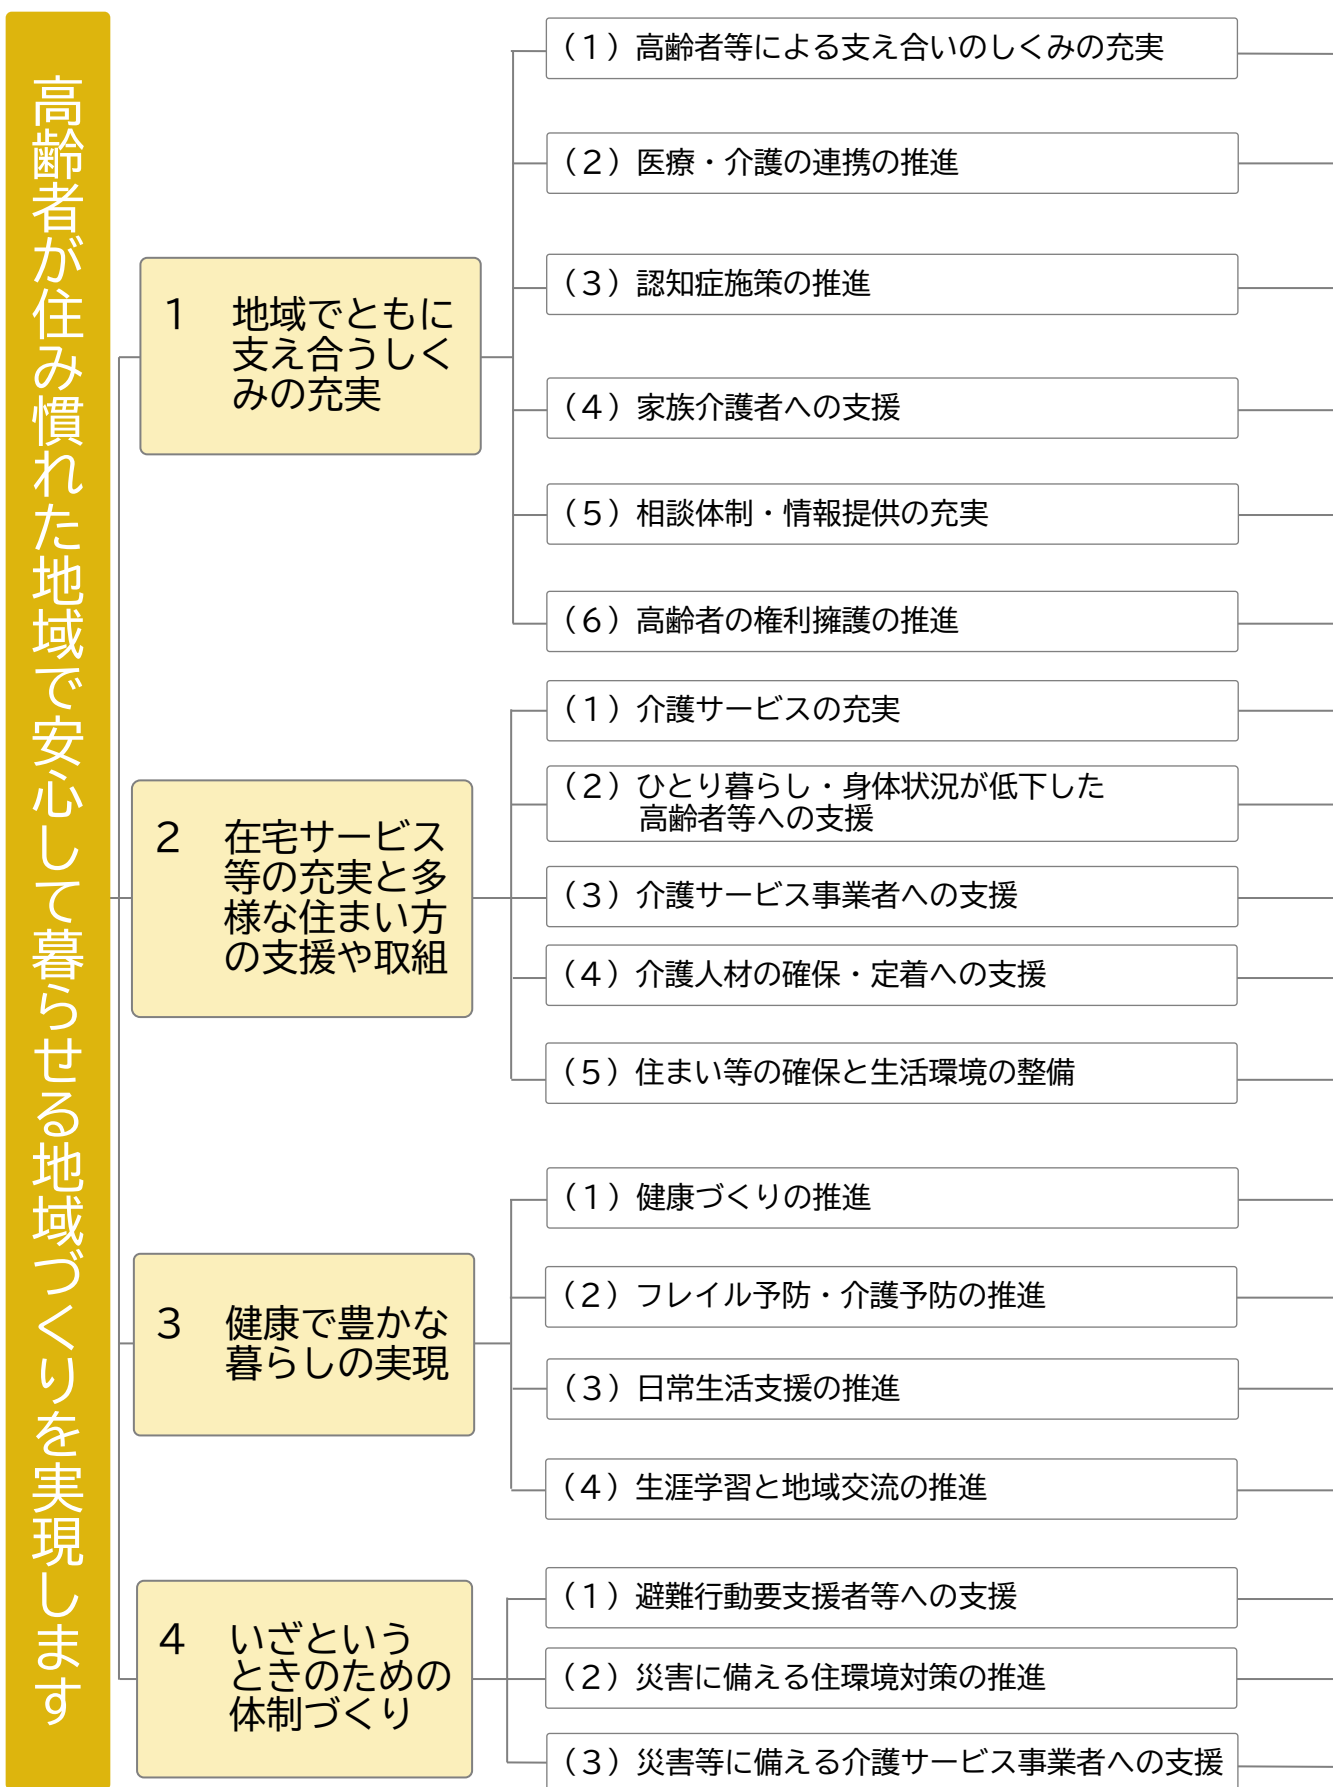 高齢者が住み慣れた地域で安心して暮らせる地域づくりを実現します
1 地域でともに
支え合うしく
みの充実
（1）高齢者等による支え合いのしくみの充実
（2）医療・介護の連携の推進
（3）認知症施策の推進
（4）家族介護者への支援
（5）相談体制・情報提供の充実
（6）高齢者の権利擁護の推進
2 在宅サービス
等の充実と多
様な住まい方
の支援や取組
（1）介護サービスの充実
（2）ひとり暮らし・身体状況が低下した
高齢者等への支援
（3）介護サービス事業者への支援
（4）介護人材の確保・定着への支援
（5）住まい等の確保と生活環境の整備
3 健康で豊かな
暮らしの実現
（1）健康づくりの推進
（2）フレイル予防・介護予防の推進
（3）日常生活支援の推進
（4）生涯学習と地域交流の推進
4 いざという
ときのための
体制づくり
（1）避難行動要支援者等への支援
（2）災害に備える住環境対策の推進
（3）災害等に備える介護サービス事業者への支援